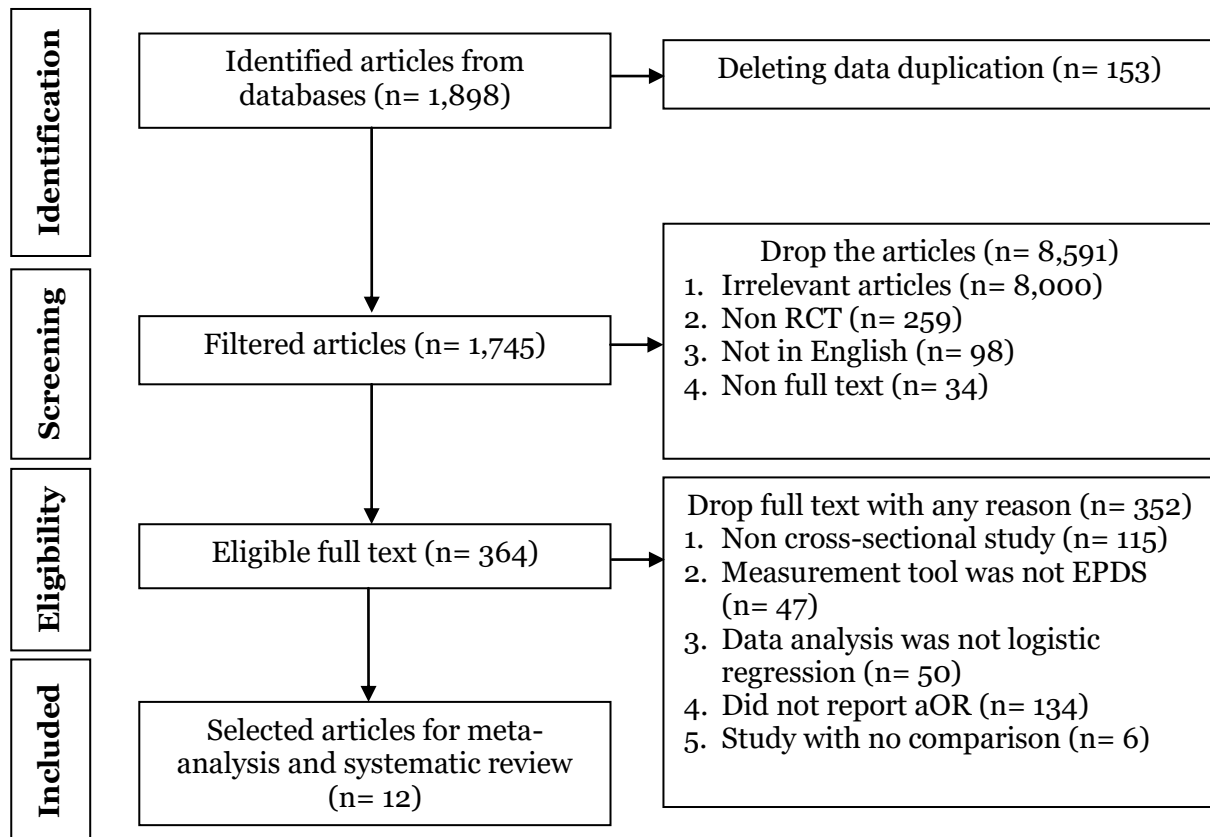 Identification
Identified articles from
databases (n= 1,898)
Deleting data duplication (n= 153)
Screening
Filtered articles (n= 1,745)
Drop the articles (n= 8,591)
1. Irrelevant articles (n= 8,000)
2. Non RCT (n= 259)
3. Not in English (n= 98)
4. Non full text (n= 34)
Eligibility
Eligible full text (n= 364)
Drop full text with any reason (n= 352)
1. Non cross-sectional study (n= 115)
2. Measurement tool was not EPDS
(n= 47)
3. Data analysis was not logistic
regression (n= 50)
4. Did not report aOR (n= 134)
5. Study with no comparison (n= 6)
Included
Selected articles for meta-
analysis and systematic review
(n= 12)